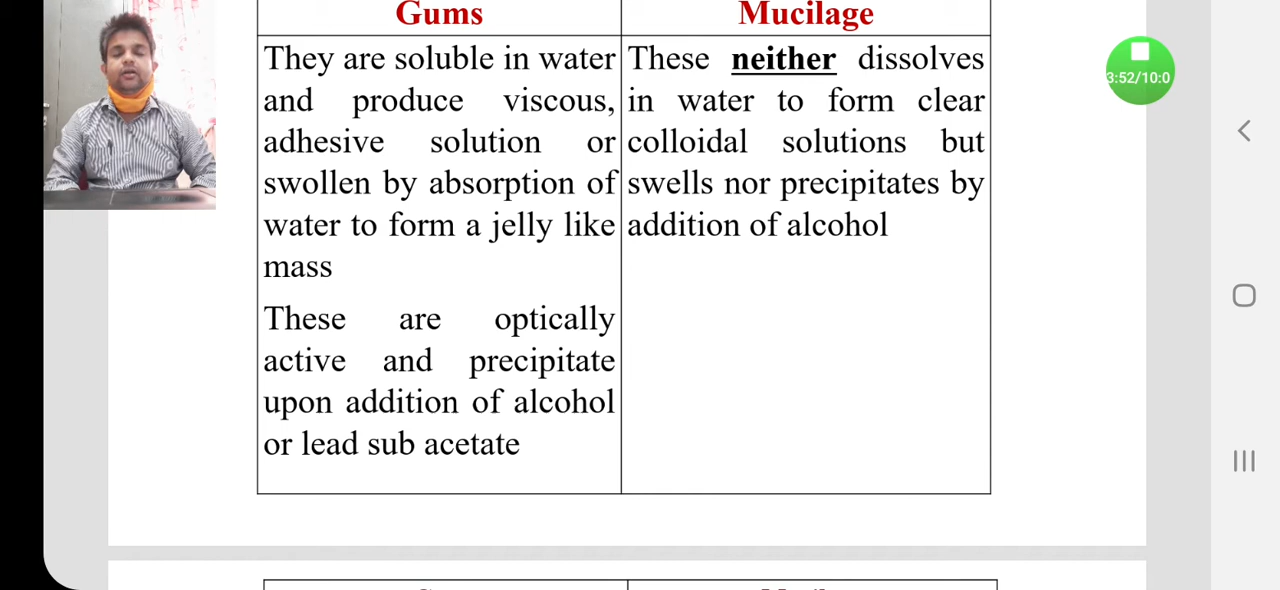 Gums
Mucilage
They are soluble in water
and produce viscous,
adhesive solution or
swollen by absorption of
water to form a jelly like
mass
These are optically
active and precipitate
upon addition of alcohol
or lead sub acetate
These neither dissolves
in water to form clear
colloidal solutions but
swells nor precipitates by
addition of alcohol
3:52/10:0